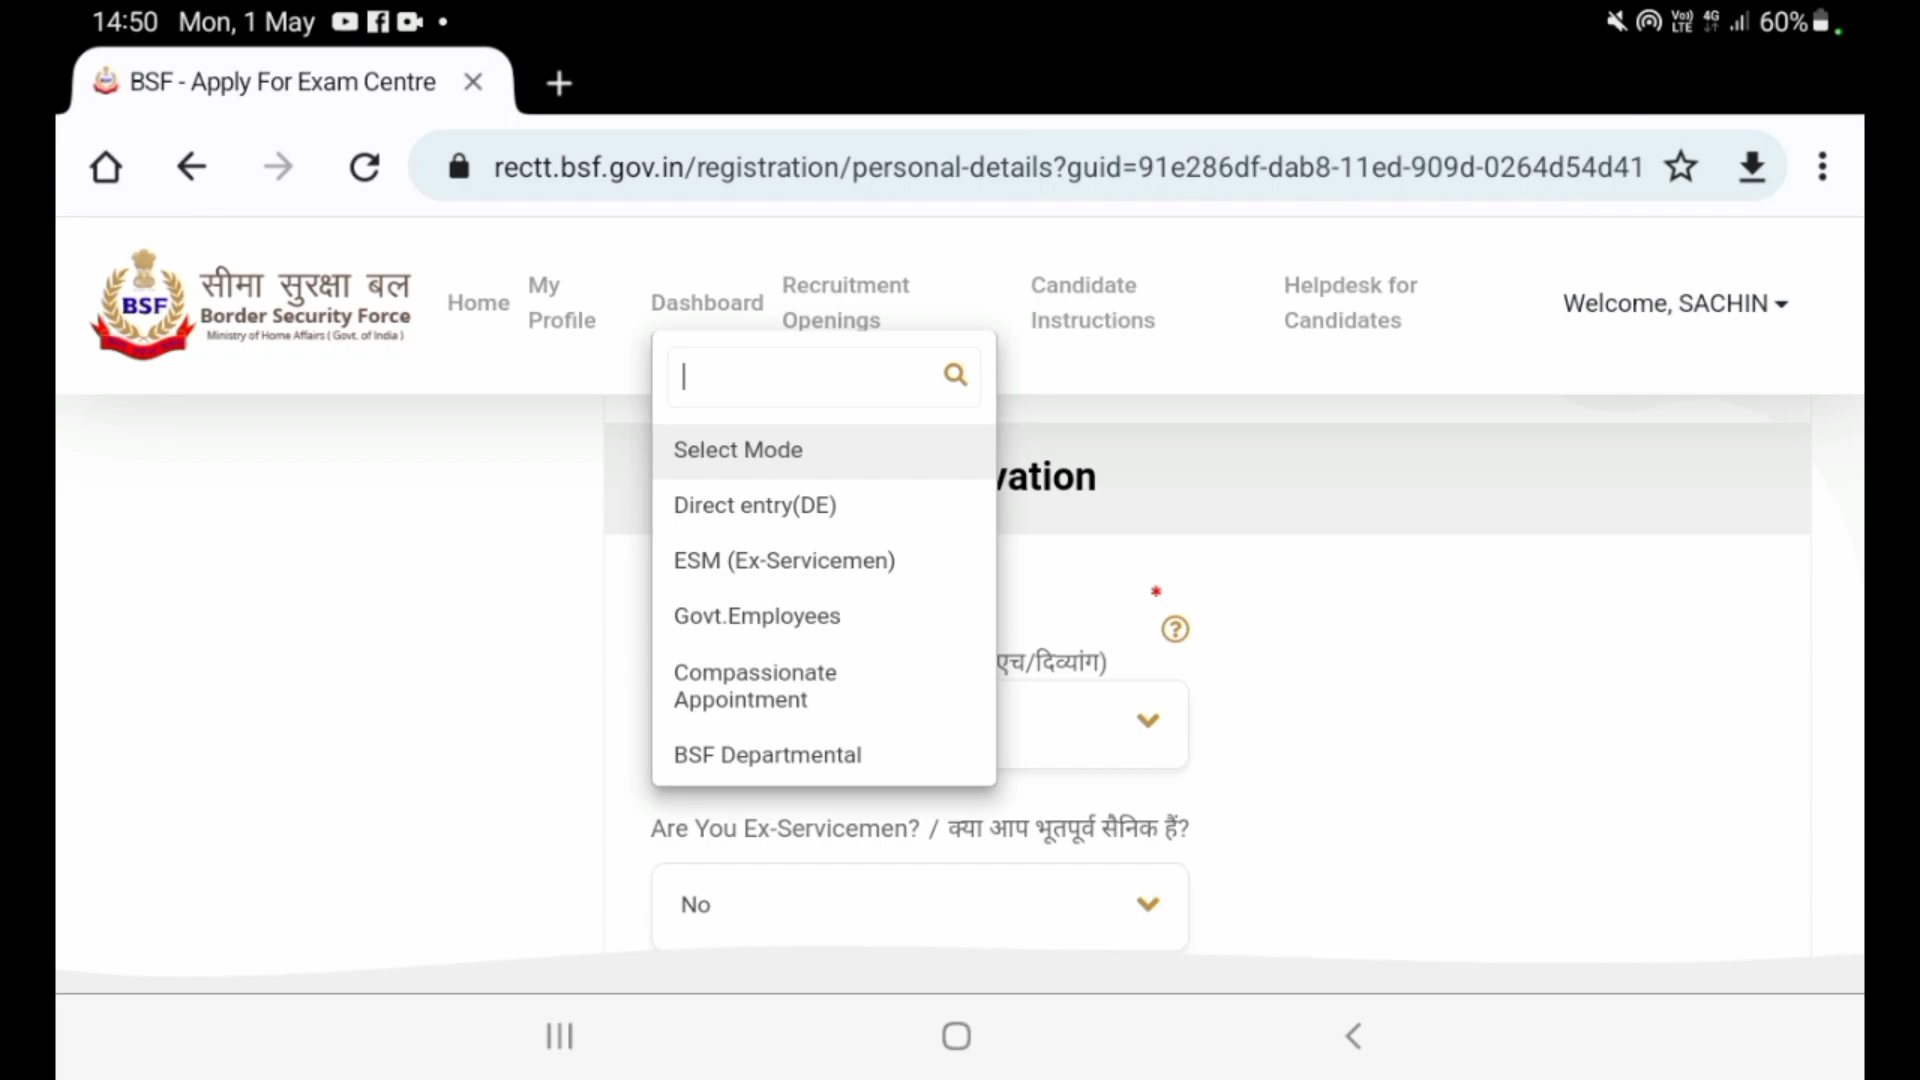 14:50 Mon, 1 May
Vo) LTE 4G 60%
BSF - Apply For Exam Centre
rectt.bsf.gov.in/registration/personal-details?guid=91e286df-dab8-11ed-909d-0264d54d41
BSF
सीमा सुरक्षा बल
Border Security Force
Ministry of Home Affairs ( Govt. of India )
Home
My
Profile
Dashboard
Recruitment
Openings
Candidate
Instructions
Helpdesk for
Candidates
Welcome, SACHIN
Select Mode
vation
Direct entry(DE)
ESM (Ex-Servicemen)
*
Govt.Employees
?
Compassionate
Appointment
एच/दिव्यांग)
BSF Departmental
Are You Ex-Servicemen? / क्या आप भूतपूर्व सैनिक हैं?
No